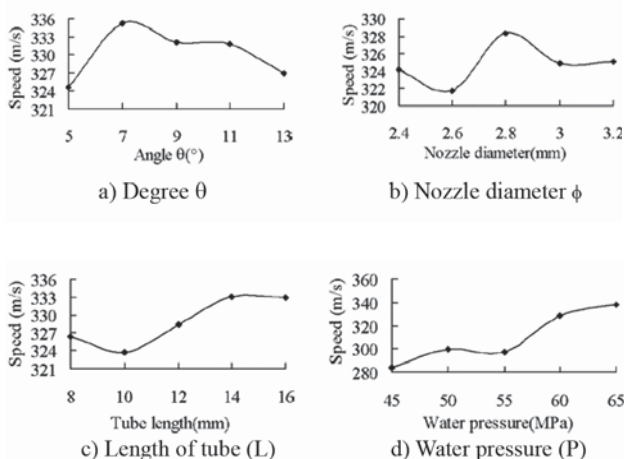 336
333
330
327
324
321
Speed (m/s)
5 7 9 11 13
Angle θ(°)
a) Degree θ
330
328
326
324
322
320
Speed (m/s)
2.4 2.6 2.8 3 3.2
Nozzle diameter(mm)
b) Nozzle diameter ϕ
336
333
330
327
324
321
Speed (m/s)
8 10 12 14 16
Tube length(mm)
c) Length of tube (L)
360
340
320
300
280
Speed (m/s)
45 50 55 60 65
Water pressure(MPa)
d) Water pressure (P)